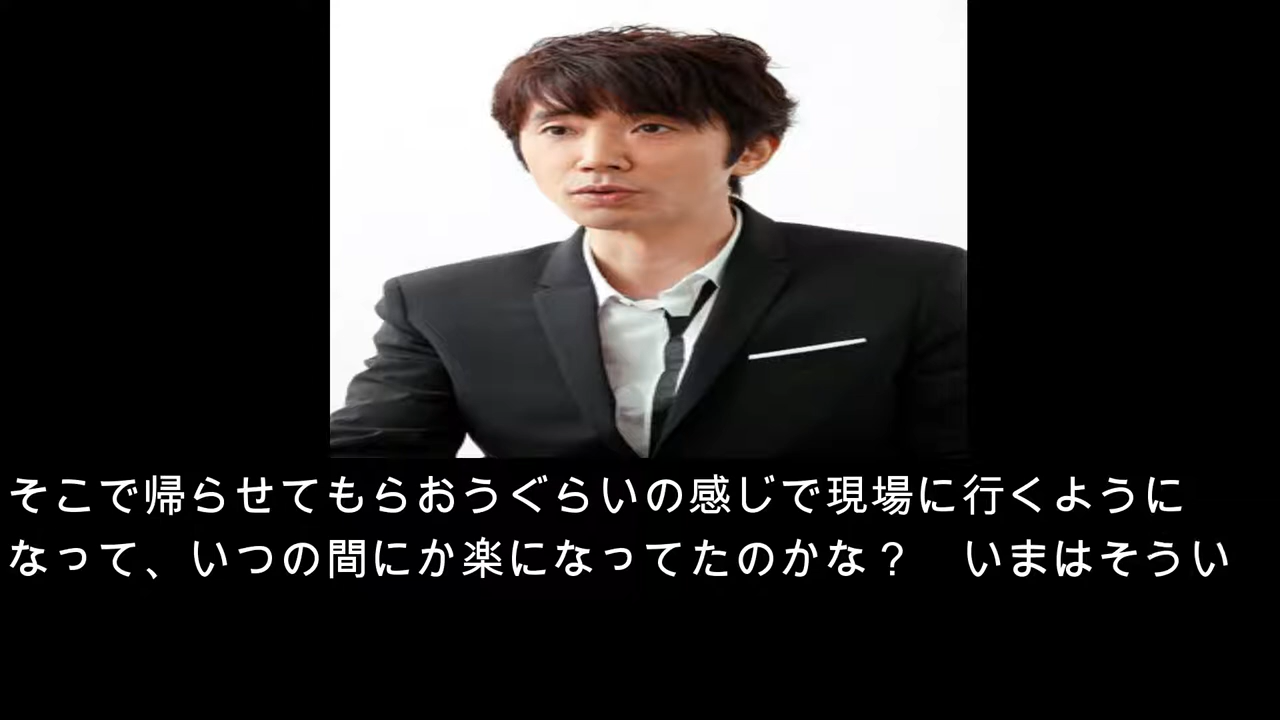 そこで帰らせてもらおうぐらいの感じで現場に行くように
なって、いつの間にか楽になってたのかな？　いまはそうい